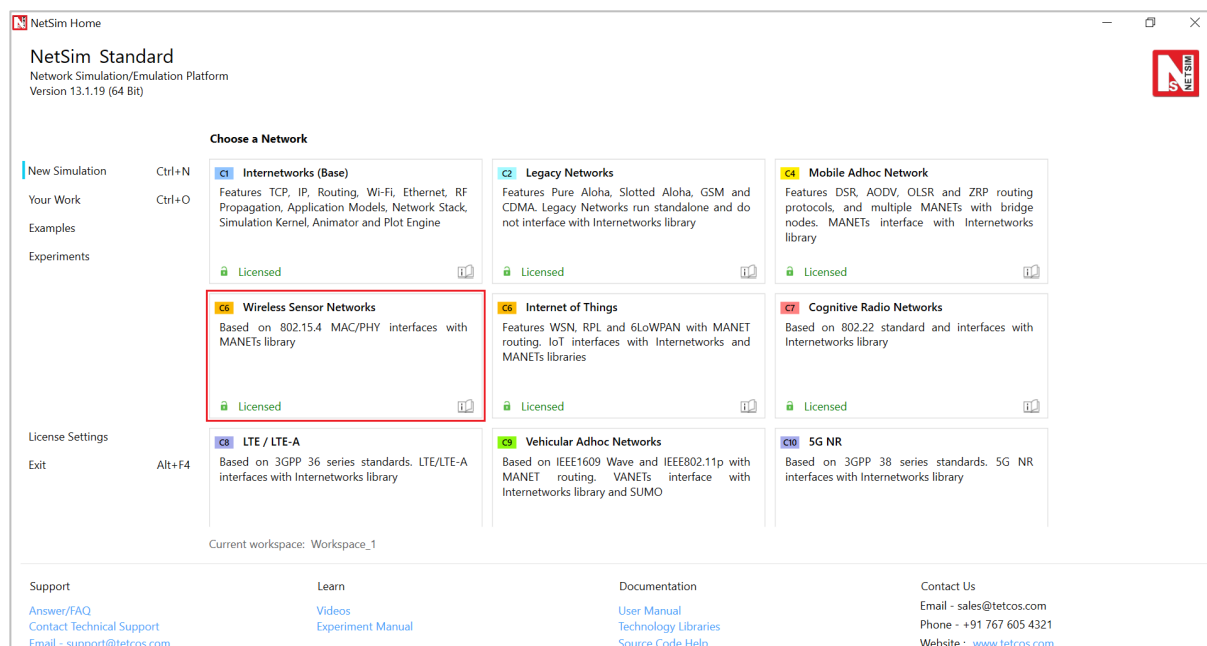 NetSim Home
NetSim Standard
Network Simulation/Emulation Platform
Version 13.1.19 (64 Bit)
N
S
NETSIM
Choose a Network
New Simulation Ctrl+N
Your Work Ctrl+O
Examples
Experiments
License Settings
Exit Alt+F4
C1 Internetworks (Base)
Features TCP, IP, Routing, Wi-Fi, Ethernet, RF
Propagation, Application Models, Network Stack,
Simulation Kernel, Animator and Plot Engine
Licensed
C2 Legacy Networks
Features Pure Aloha, Slotted Aloha, GSM and
CDMA. Legacy Networks run standalone and do
not interface with Internetworks library
Licensed
C4 Mobile Adhoc Network
Features DSR, AODV, OLSR and ZRP routing
protocols, and multiple MANETs with bridge
nodes. MANETs interface with Internetworks
library
Licensed
C6 Wireless Sensor Networks
Based on 802.15.4 MAC/PHY interfaces with
MANETs library
Licensed
C6 Internet of Things
Features WSN, RPL and 6LoWPAN with MANET
routing. IoT interfaces with Internetworks and
MANETs libraries
Licensed
C7 Cognitive Radio Networks
Based on 802.22 standard and interfaces with
Internetworks library
Licensed
C8 LTE / LTE-A
Based on 3GPP 36 series standards. LTE/LTE-A
interfaces with Internetworks library
C9 Vehicular Adhoc Networks
Based on IEEE1609 Wave and IEEE802.11p with
MANET routing. VANETs interface with
Internetworks library and SUMO
C10 5G NR
Based on 3GPP 38 series standards. 5G NR
interfaces with Internetworks library
Current workspace: Workspace_1
Support
Answer/FAQ
Contact Technical Support
Email - support@tetcos.com
Learn
Videos
Experiment Manual
Documentation
User Manual
Technology Libraries
Source Code Help
Contact Us
Email - sales@tetcos.com
Phone - +91 767 605 4321
Website : www.tetcos.com